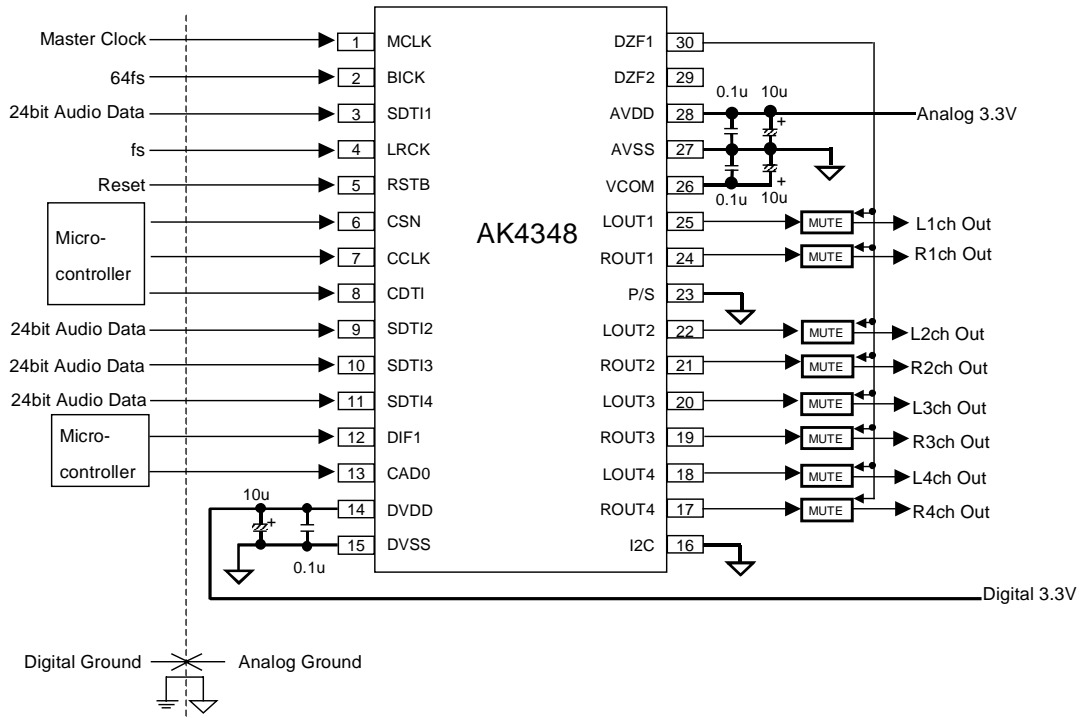 Master Clock 1 MCLK DZF1 30
64fs 2 BICK DZF2 29
0.1u 10u
24bit Audio Data 3 SDTI1 AVDD 28 + Analog 3.3V
fs 4 LRCK AVSS 27
Reset 5 RSTB VCOM 26 +
0.1u 10u
6 CSN LOUT1 25 MUTE L1ch Out
Micro-
controller
AK4348
7 CCLK ROUT1 24 MUTE R1ch Out
8 CDTI P/S 23
24bit Audio Data 9 SDTI2 LOUT2 22 MUTE L2ch Out
24bit Audio Data 10 SDTI3 ROUT2 21 MUTE R2ch Out
24bit Audio Data 11 SDTI4 LOUT3 20 MUTE L3ch Out
Micro-
controller
12 DIF1 ROUT3 19 MUTE R3ch Out
13 CAD0 LOUT4 18 MUTE L4ch Out
10u
+
14 DVDD ROUT4 17 MUTE R4ch Out
15 DVSS I2C 16
0.1u
Digital 3.3V
Digital Ground Analog Ground